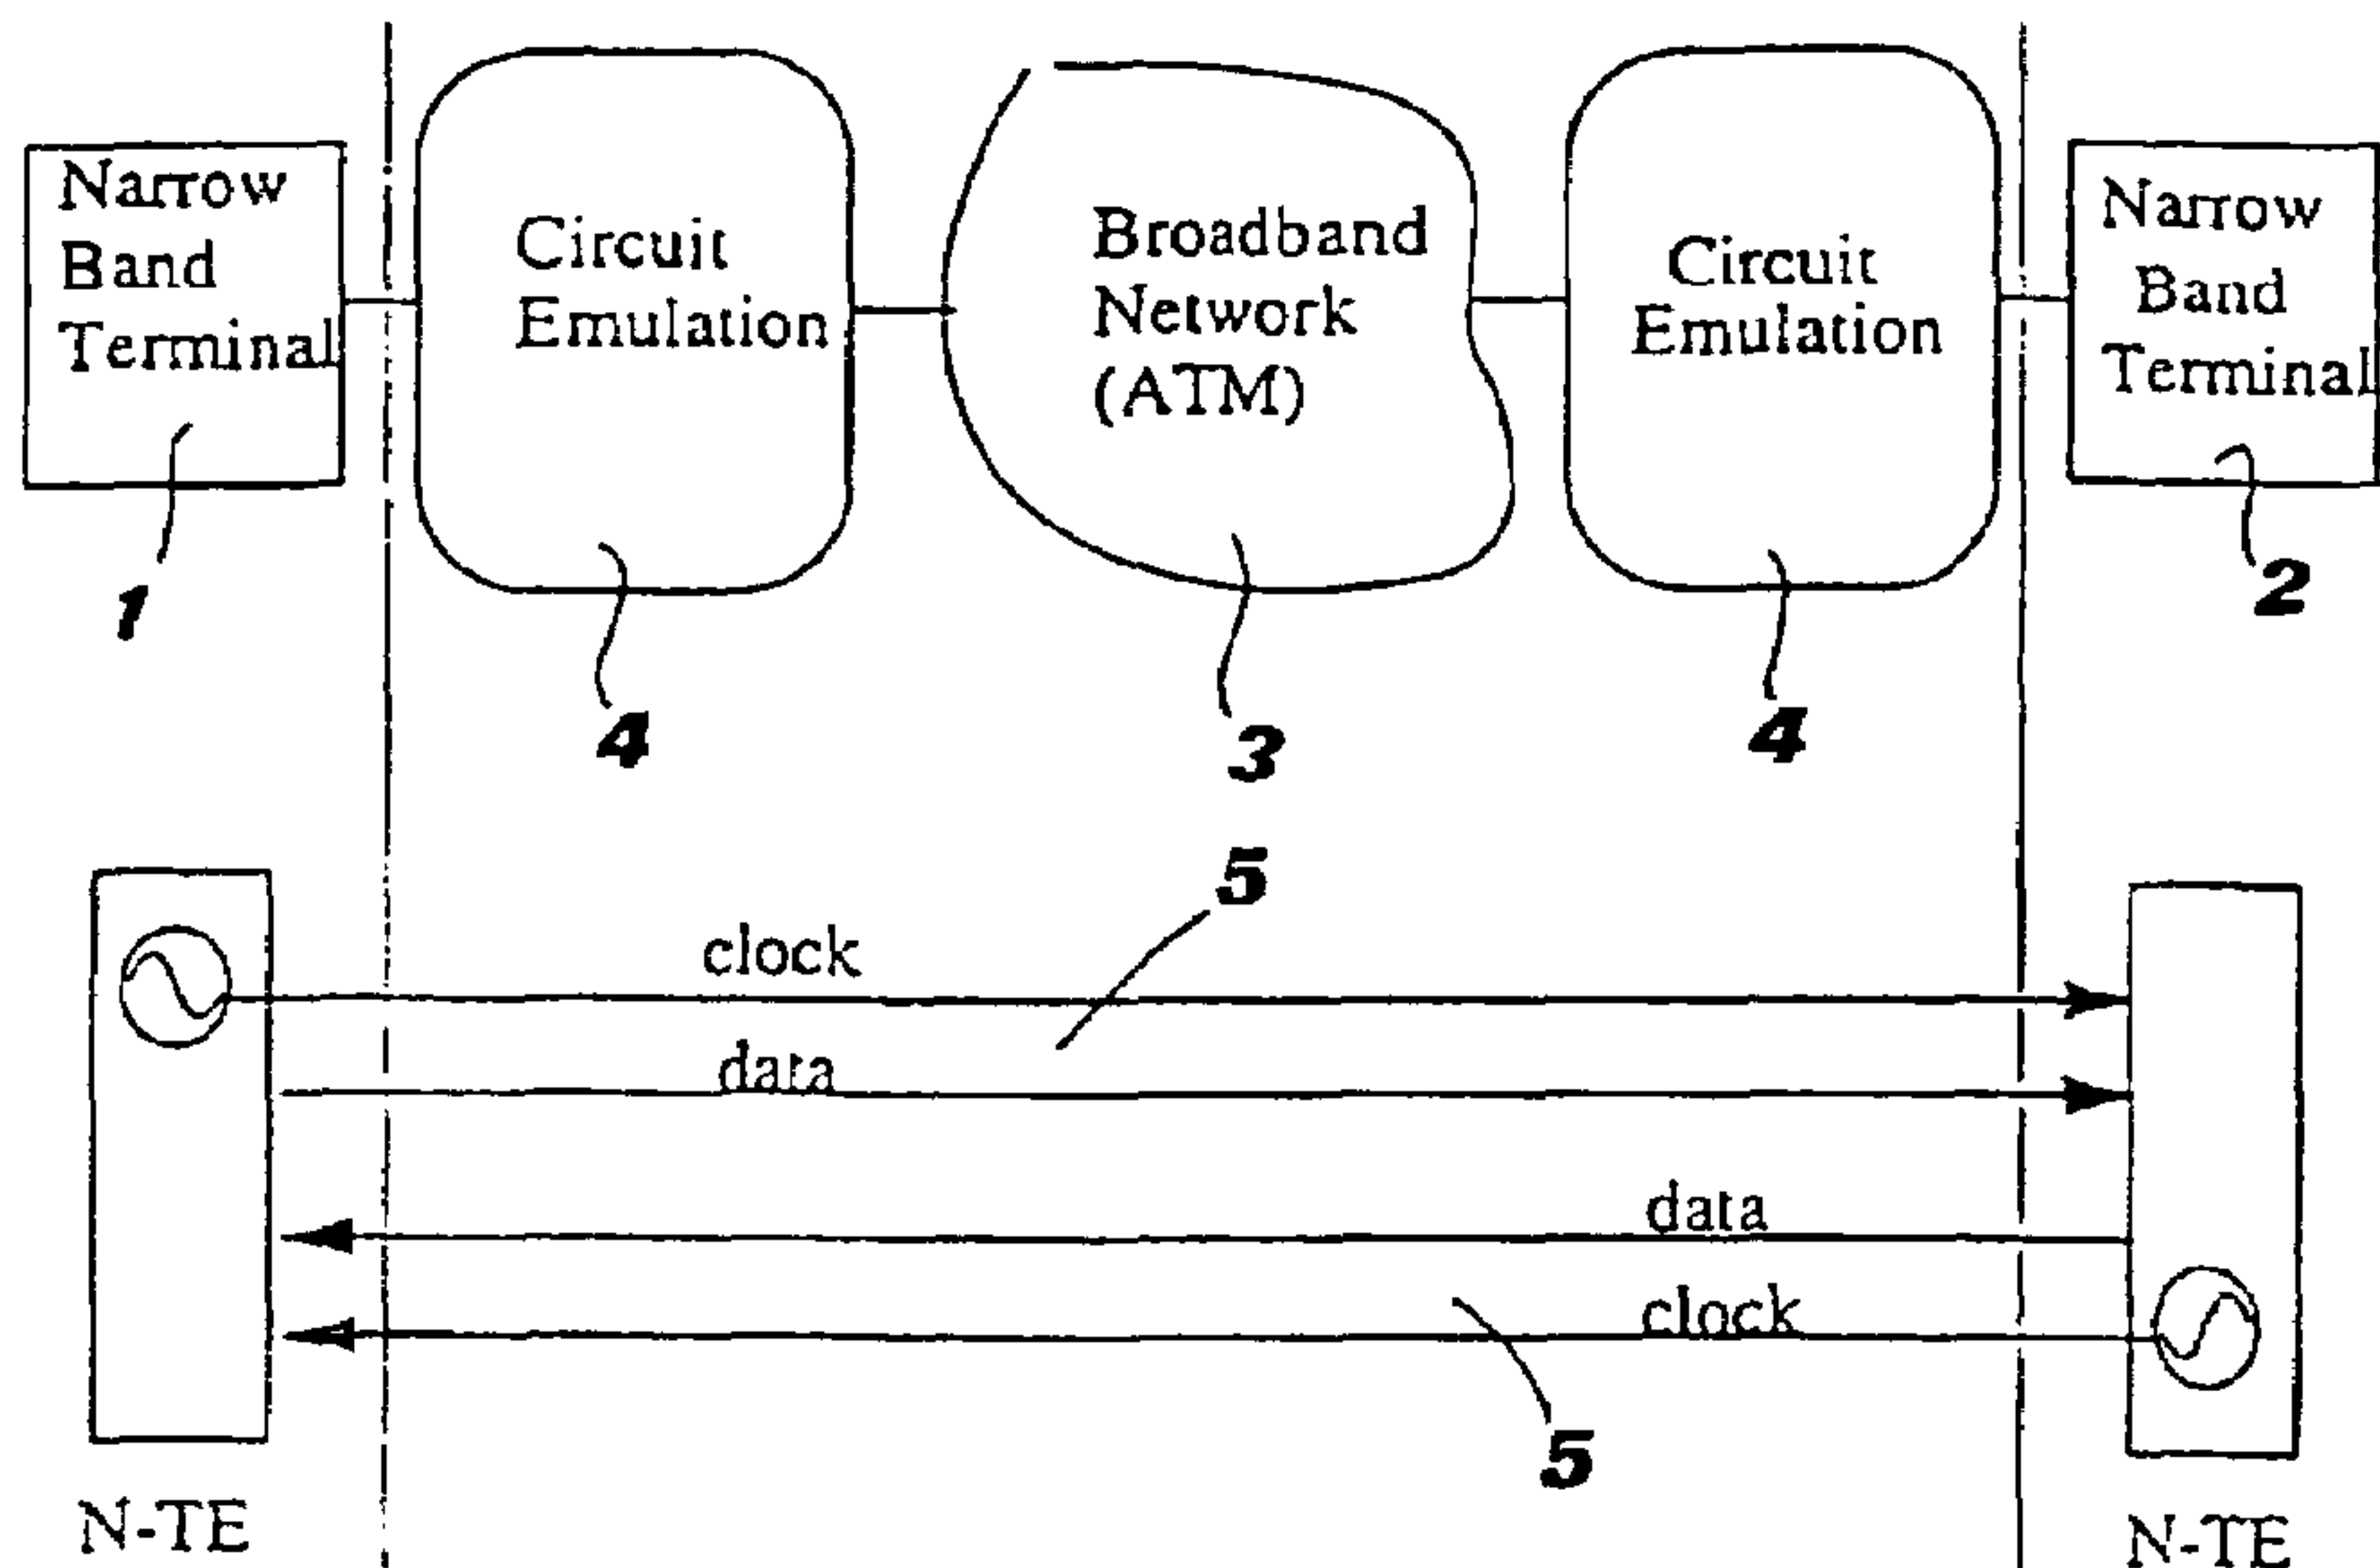 Narrow
Band
Terminal
Circuit
Emulation
Broadband
Network
(ATM)
Circuit
Emulation
Narrow
Band
Terminal
1
4
3
4
2
5
clock
data
data
clock
5
N-TE
N-TE